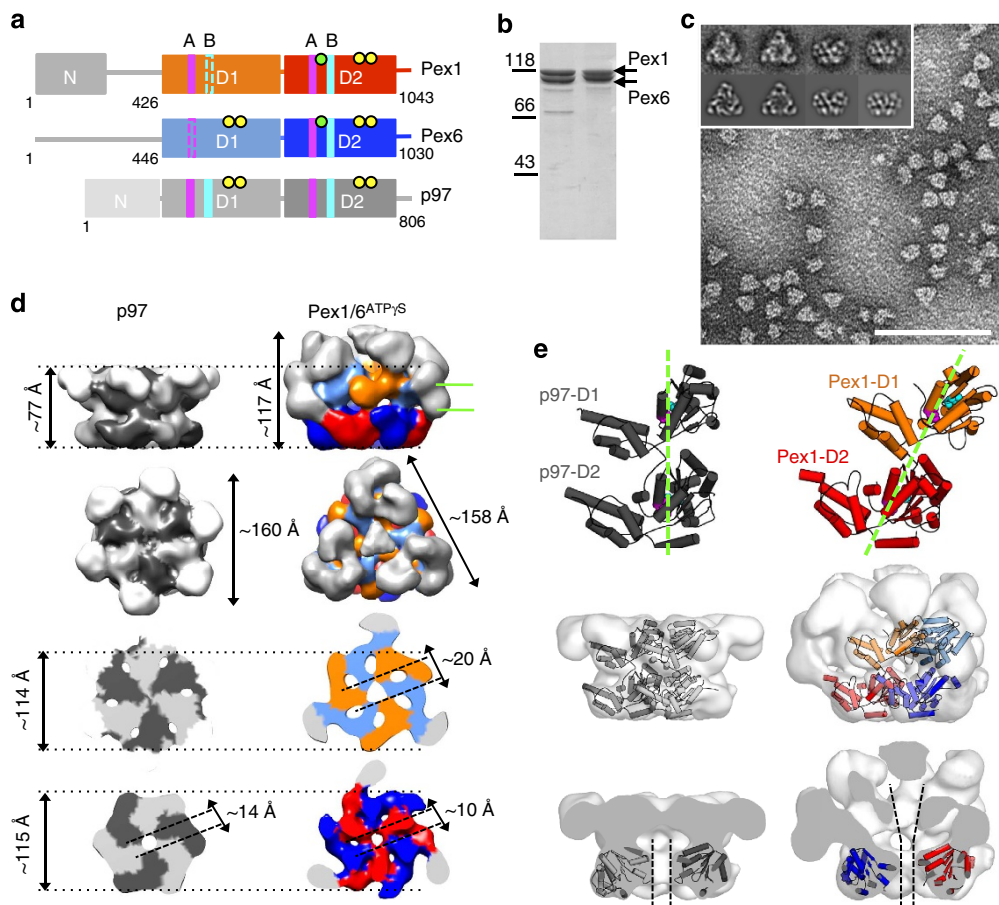 a
A B A B
N D1 D2 Pex1
1 426 1043
D1 D2 Pex6
1 446 1030
N D1 D2 p97
1 806
b
118
66
43
Pex1
Pex6
c
d
p97 Pex1/6ATPγS
~77 Å
~117 Å
~160 Å
~158 Å
~114 Å
~20 Å
~115 Å
~14 Å
~10 Å
e
p97-D1
p97-D2
Pex1-D1
Pex1-D2